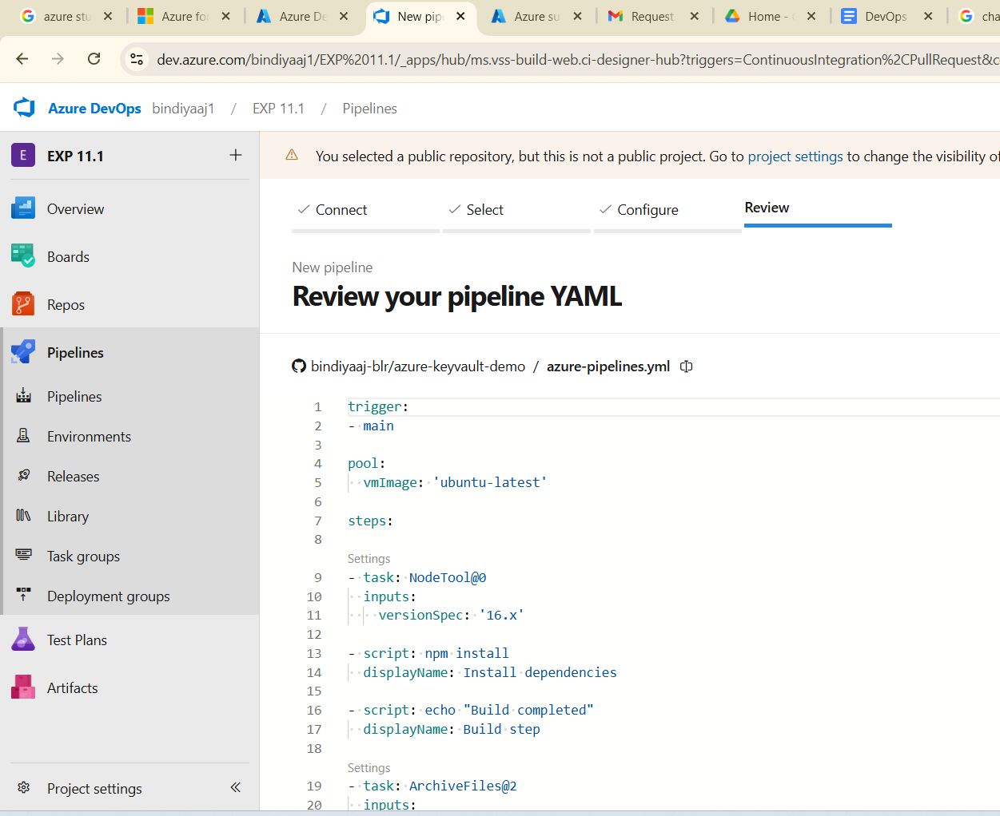 azure stu
Azure for
Azure De
New pip
Azure su
Request
Home -
DevOps
cha
dev.azure.com/bindiyaaj1/EXP%2011.1/_apps/hub/ms.vss-build-web.ci-designer-hub?triggers=ContinuousIntegration%2CPullRequest&c
Azure DevOps bindiyaaj1 / EXP 11.1 / Pipelines
E EXP 11.1
Overview
Boards
Repos
Pipelines
Pipelines
Environments
Releases
Library
Task groups
Deployment groups
Test Plans
Artifacts
Project settings
You selected a public repository, but this is not a public project. Go to project settings to change the visibility of
Connect
Select
Configure
Review
New pipeline
Review your pipeline YAML
bindiyaaj-blr/azure-keyvault-demo / azure-pipelines.yml
1 trigger:
2 - main
3
4 pool:
5 vmImage: 'ubuntu-latest'
6
7 steps:
8
Settings
9 - task: NodeTool@0
10 inputs:
11 versionSpec: '16.x'
12
13 - script: npm install
14 displayName: Install dependencies
15
16 - script: echo "Build completed"
17 displayName: Build step
18
Settings
19 - task: ArchiveFiles@2
20 inputs: